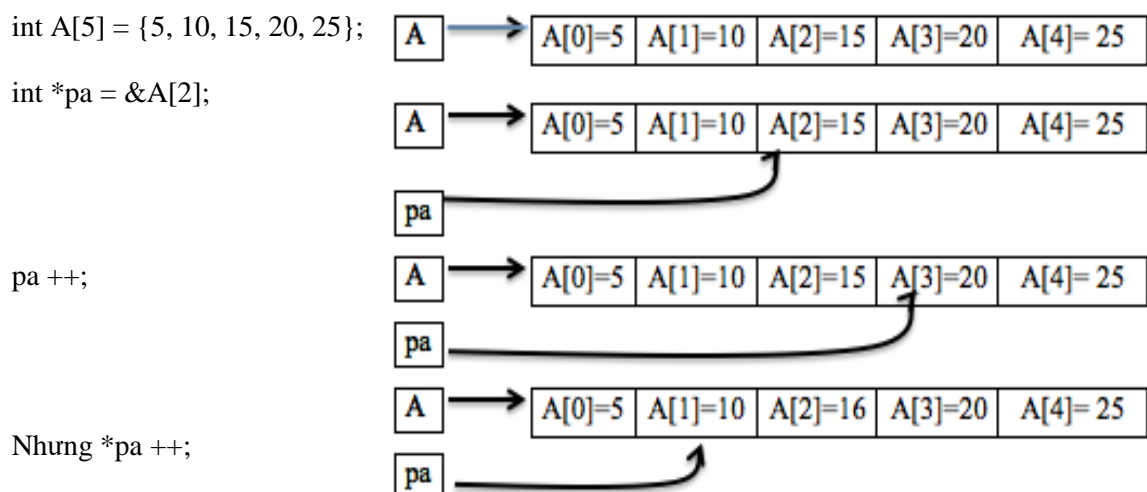 int A[5] = {5, 10, 15, 20, 25}; A A[0]=5 A[1]=10 A[2]=15 A[3]=20 A[4]= 25
int *pa = &A[2];
A A[0]=5 A[1]=10 A[2]=15 A[3]=20 A[4]= 25
pa
pa ++; A A[0]=5 A[1]=10 A[2]=15 A[3]=20 A[4]= 25
pa
A A[0]=5 A[1]=10 A[2]=16 A[3]=20 A[4]= 25
Nhưng *pa ++;
pa